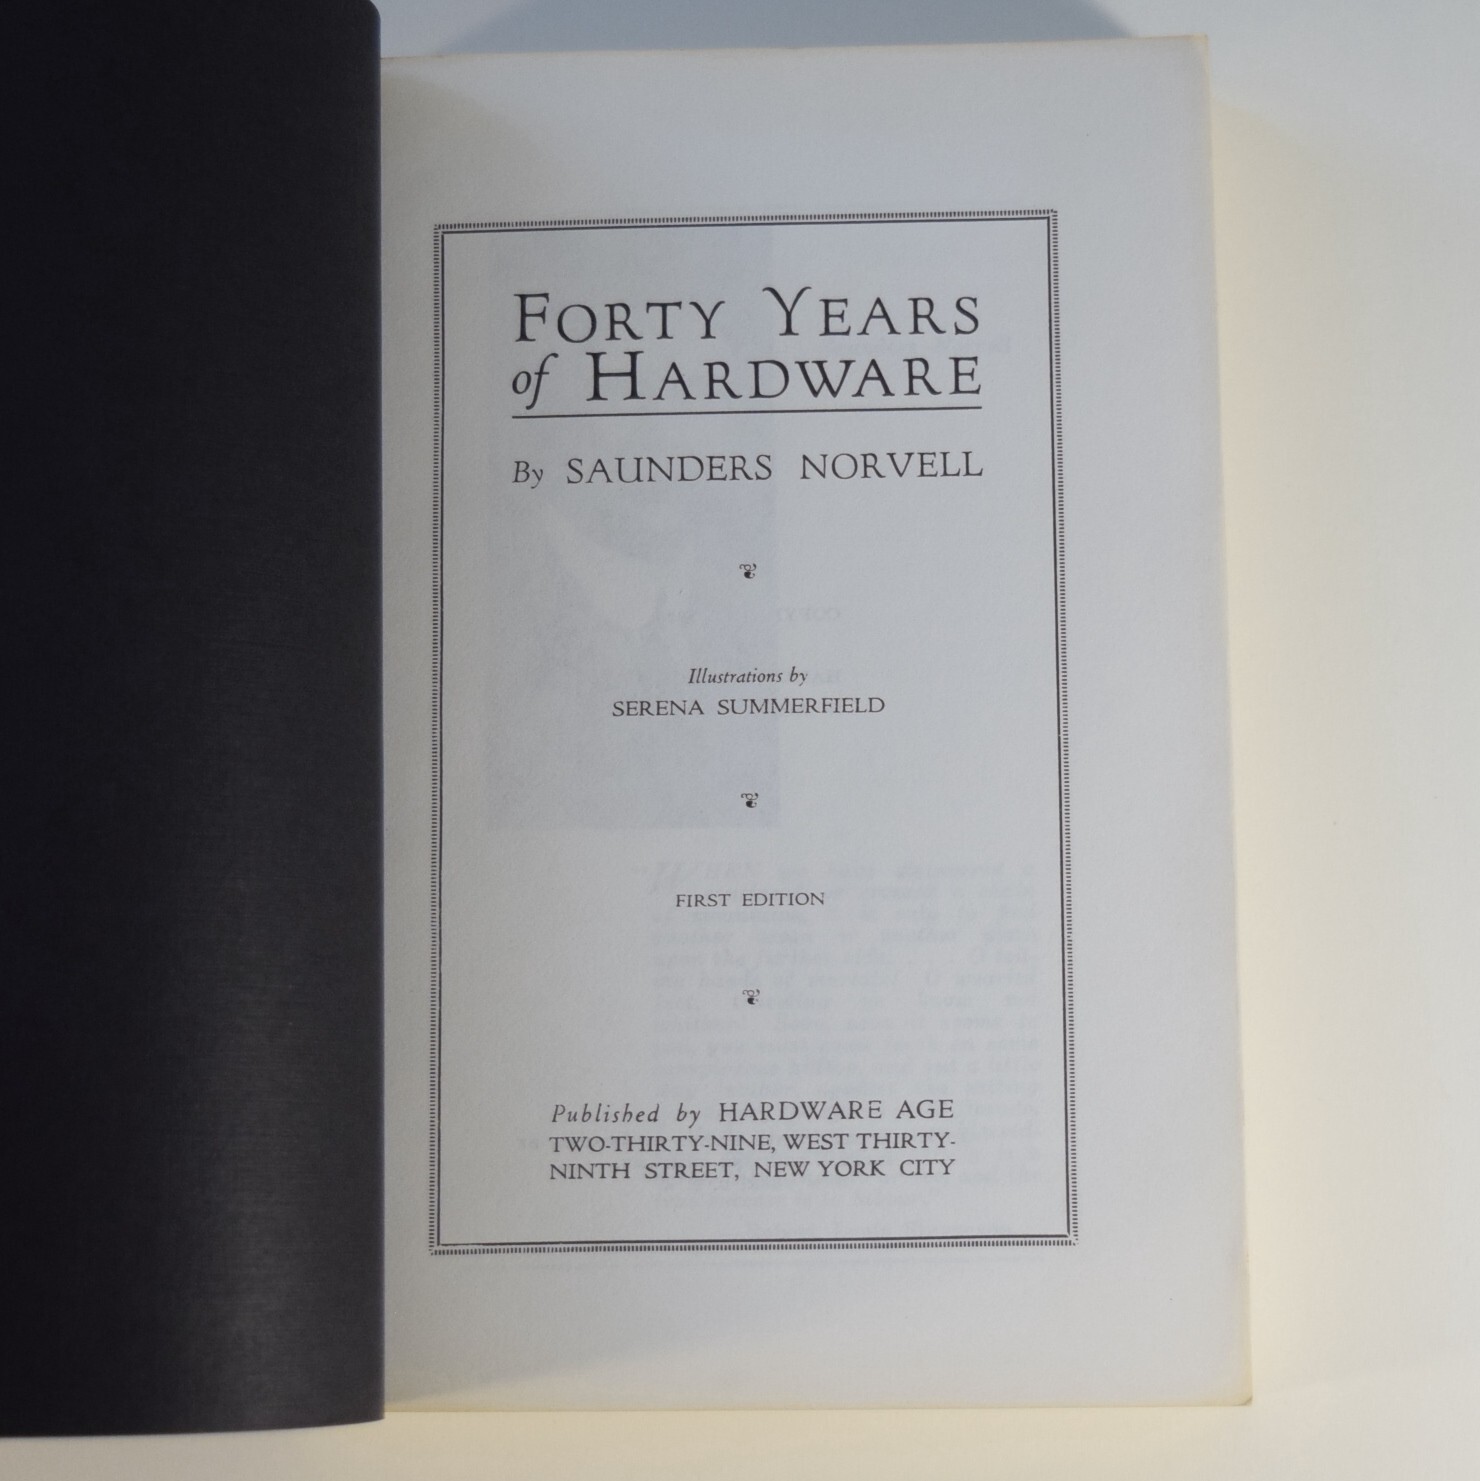 FORTY YEARS
of HARDWARE
By SAUNDERS NORVELL
Illustrations by
SERENA SUMMERFIELD
FIRST EDITION
Published by HARDWARE AGE
TWO-THIRTY-NINE, WEST THIRTY-
NINTH STREET, NEW YORK CITY